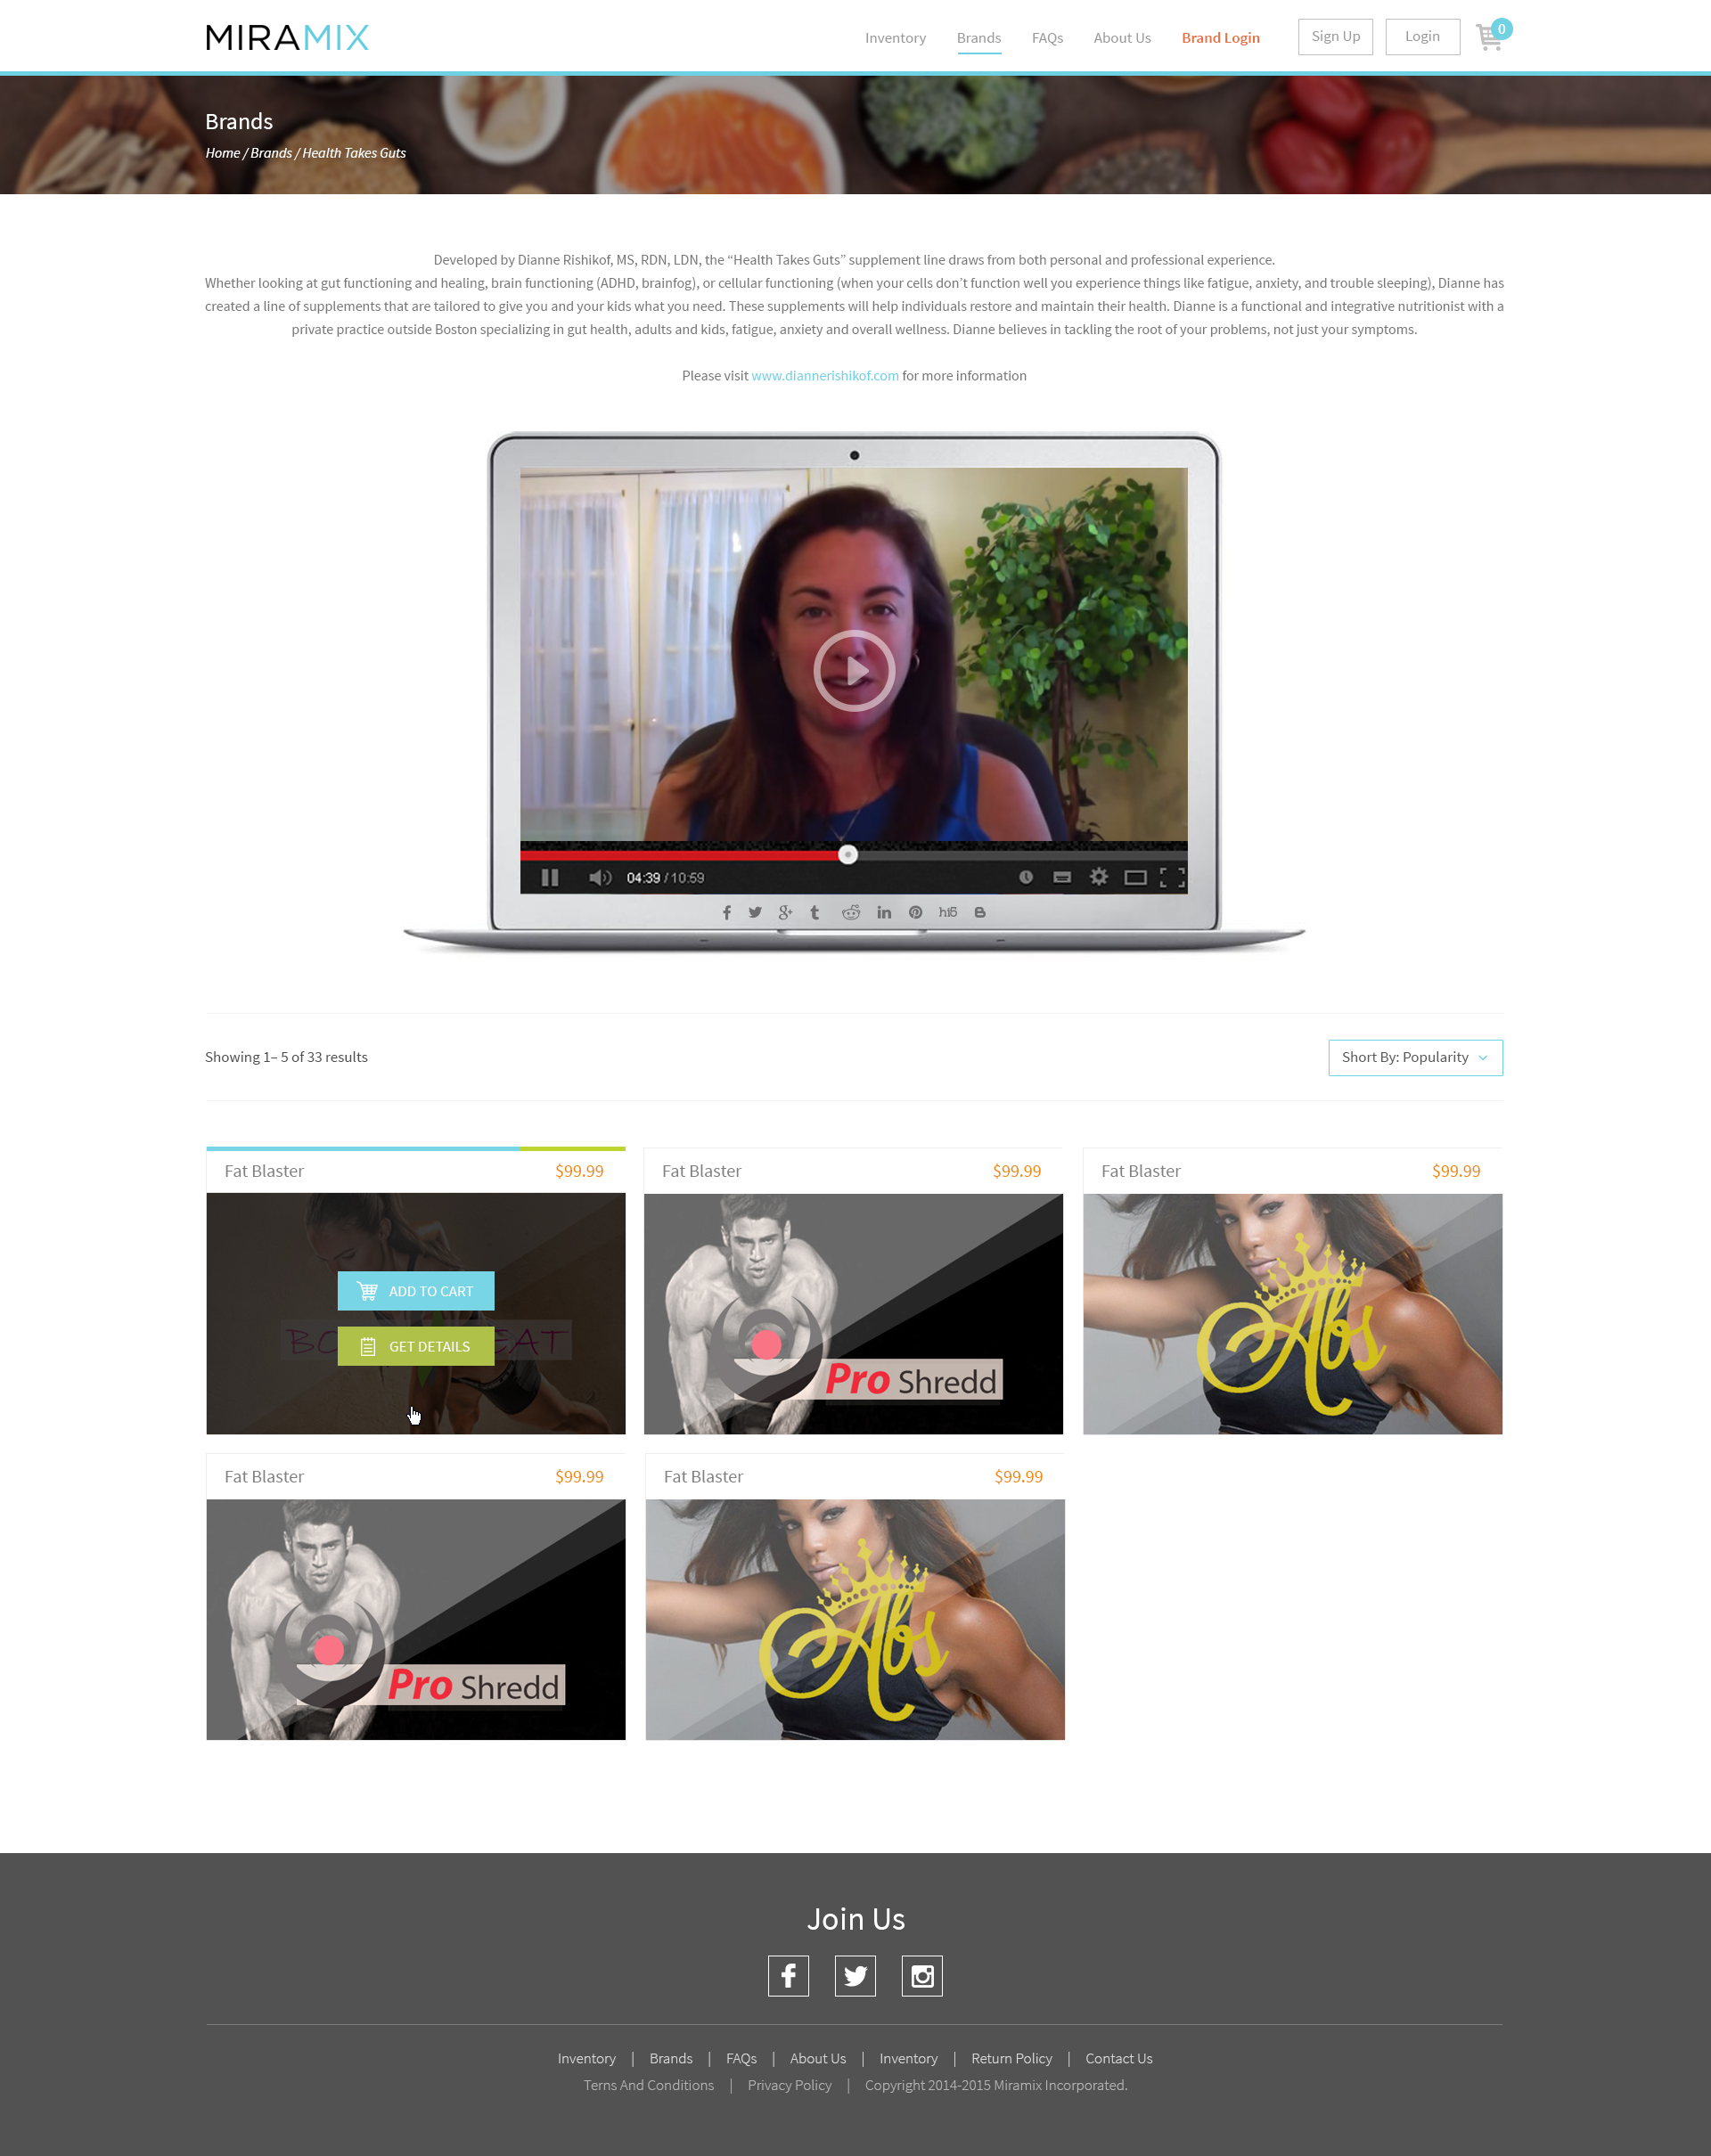 MIRAMIX
Inventory Brands FAQs About Us Brand Login Sign Up Login 0
Brands
Home / Brands / Health Takes Guts
Developed by Dianne Rishikof, MS, RDN, LDN, the “Health Takes Guts” supplement line draws from both personal and professional experience.
Whether looking at gut functioning and healing, brain functioning (ADHD, brainfog), or cellular functioning (when your cells don’t function well you experience things like fatigue, anxiety, and trouble sleeping), Dianne has
created a line of supplements that are tailored to give you and your kids what you need. These supplements will help individuals restore and maintain their health. Dianne is a functional and integrative nutritionist with a
private practice outside Boston specializing in gut health, adults and kids, fatigue, anxiety and overall wellness. Dianne believes in tackling the root of your problems, not just your symptoms.
Please visit www.diannerishikof.com for more information
04:39 / 10:59
hi5
Showing 1– 5 of 33 results
Short By: Popularity
Fat Blaster $99.99
Fat Blaster $99.99
Fat Blaster $99.99
ADD TO CART
GET DETAILS
Pro Shredd
Abs
Fat Blaster $99.99
Fat Blaster $99.99
Pro Shredd
Abs
Join Us
Inventory | Brands | FAQs | About Us | Inventory | Return Policy | Contact Us
Terns And Conditions | Privacy Policy | Copyright 2014-2015 Miramix Incorporated.